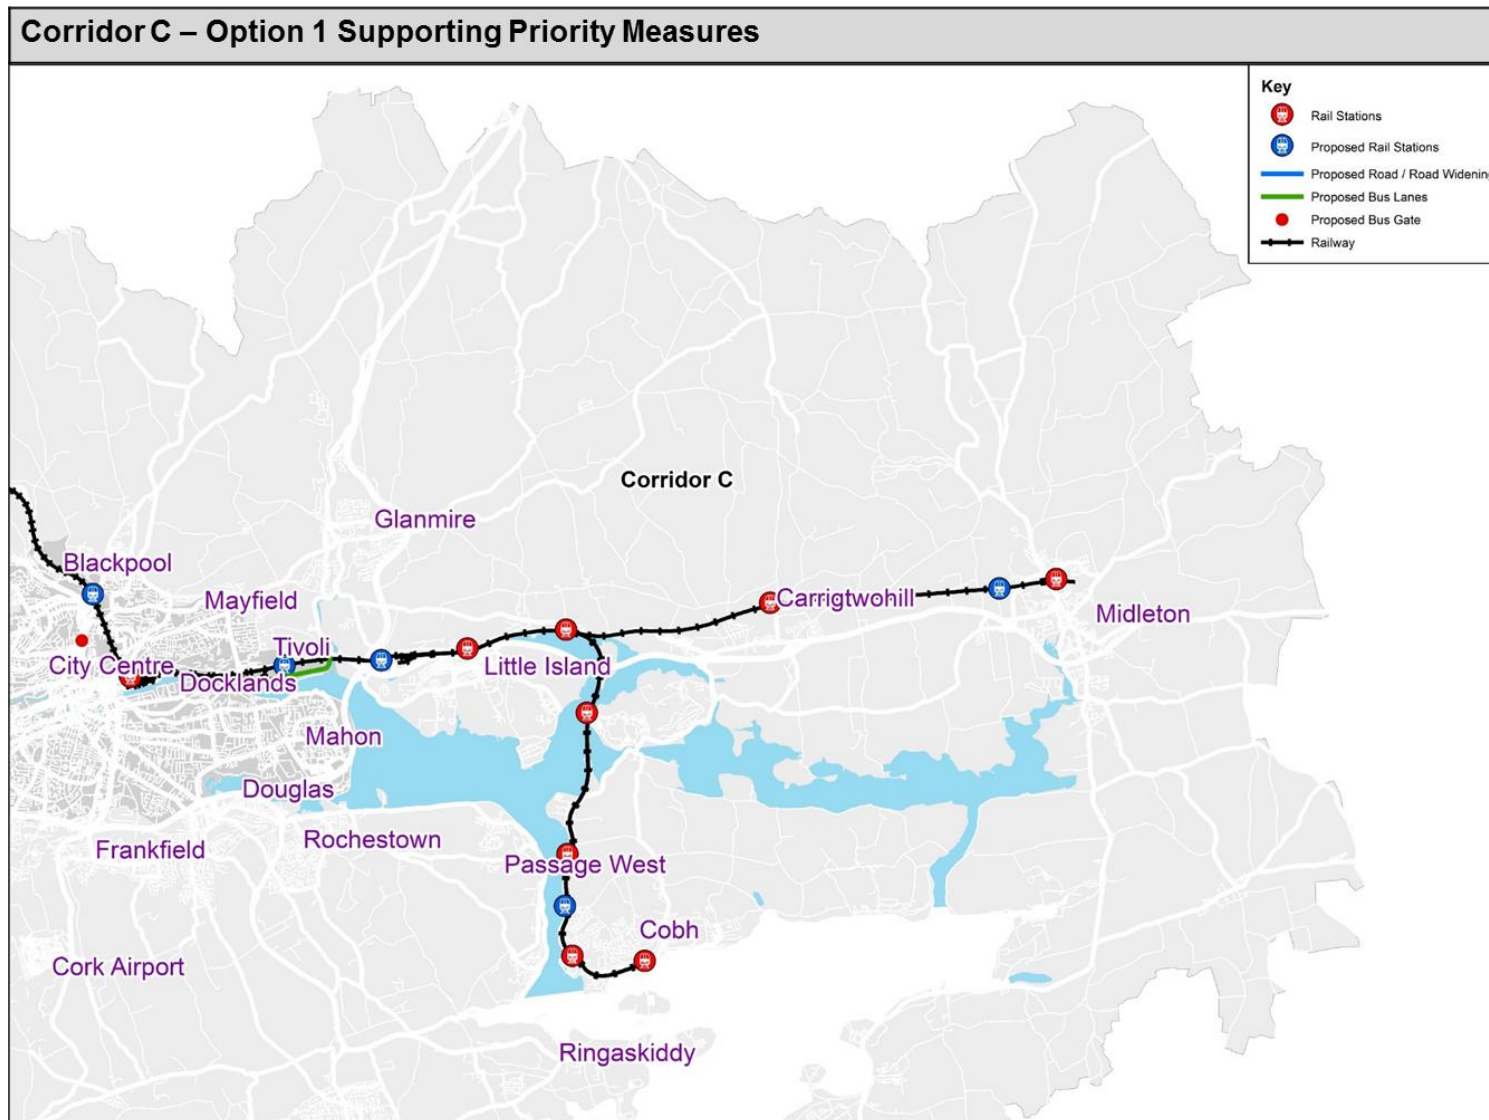 Corridor C – Option 1 Supporting Priority Measures
Key
Rail Stations
Proposed Rail Stations
Proposed Road / Road Widening
Proposed Bus Lanes
Proposed Bus Gate
Railway
Corridor C
Glanmire
Blackpool
Mayfield
Carrigtwohill
Midleton
Tivoli
City Centre
Little Island
Docklands
Mahon
Douglas
Rochestown
Frankfield
Passage West
Cobh
Cork Airport
Ringaskiddy